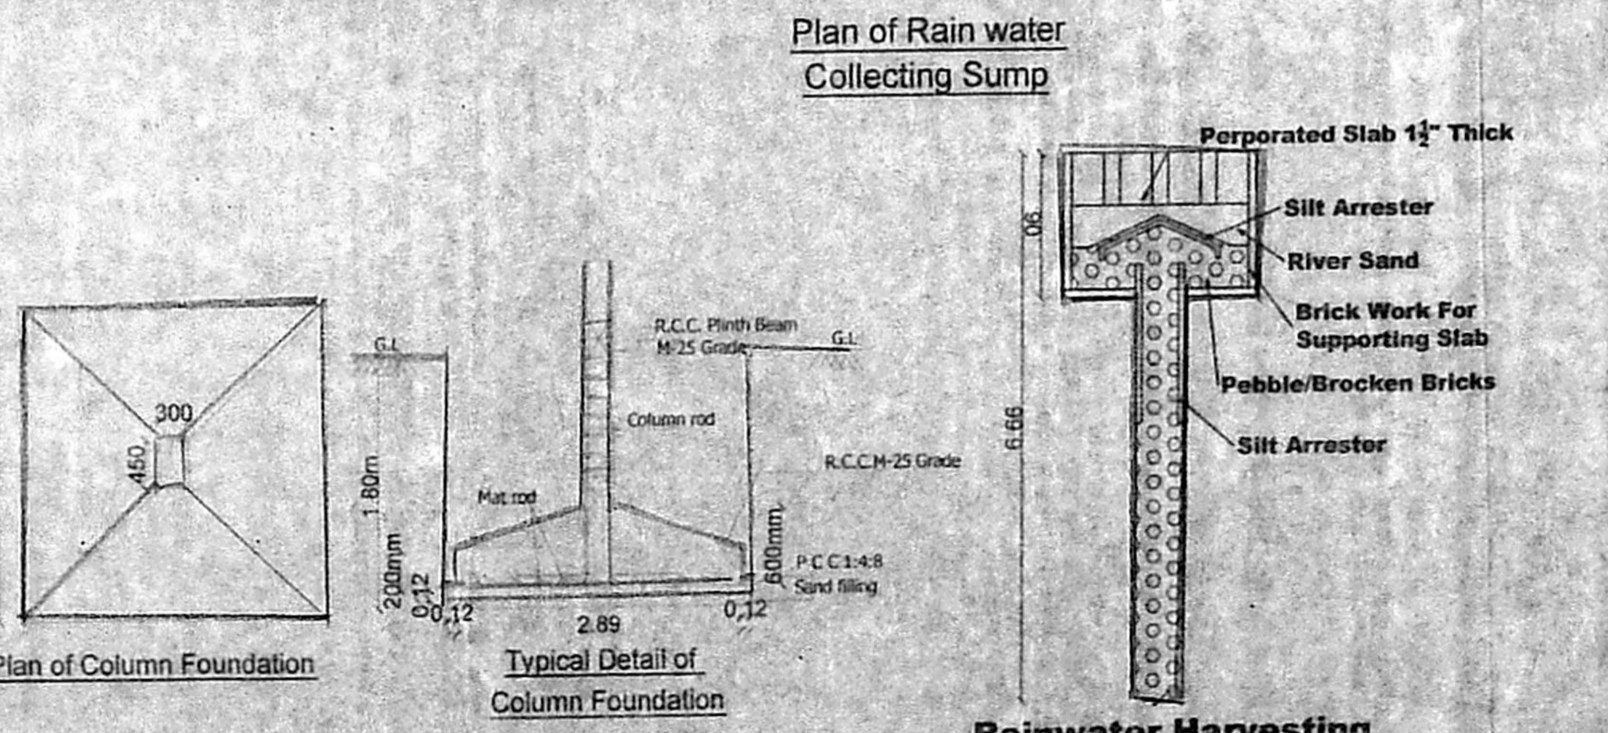 Plan of Rain water
Collecting Sump
Perporated Slab 1½" Thick
Silt Arrester
River Sand
Brick Work For
Supporting Slab
Pebble/Brocken Bricks
Silt Arrester
90
6.66
300
450
Plan of Column Foundation
G.L
R.C.C. Plinth Beam
M-25 Grade
G.L
Column rod
R.C.C.M-25 Grade
Mat rod
1.80m
200mm
0,12
0,12
2.89
0,12
600mm
P C C 1:4:8
Sand filling
Typical Detail of
Column Foundation
Rainwater Harvesting